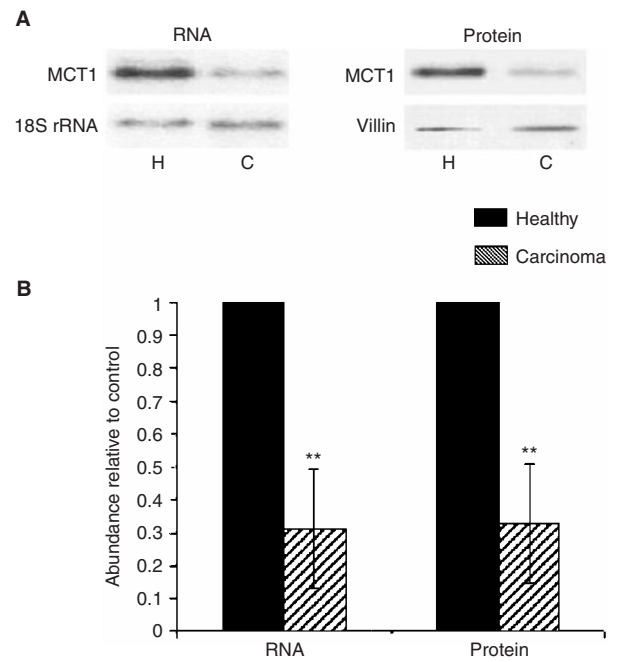 A
RNA
Protein
MCT1
MCT1
18S rRNA
Villin
H C
H C
Healthy
Carcinoma
B
Abundance relative to control
1
0.9
0.8
0.7
0.6
0.5
0.4
0.3
0.2
0.1
0
**
**
RNA
Protein